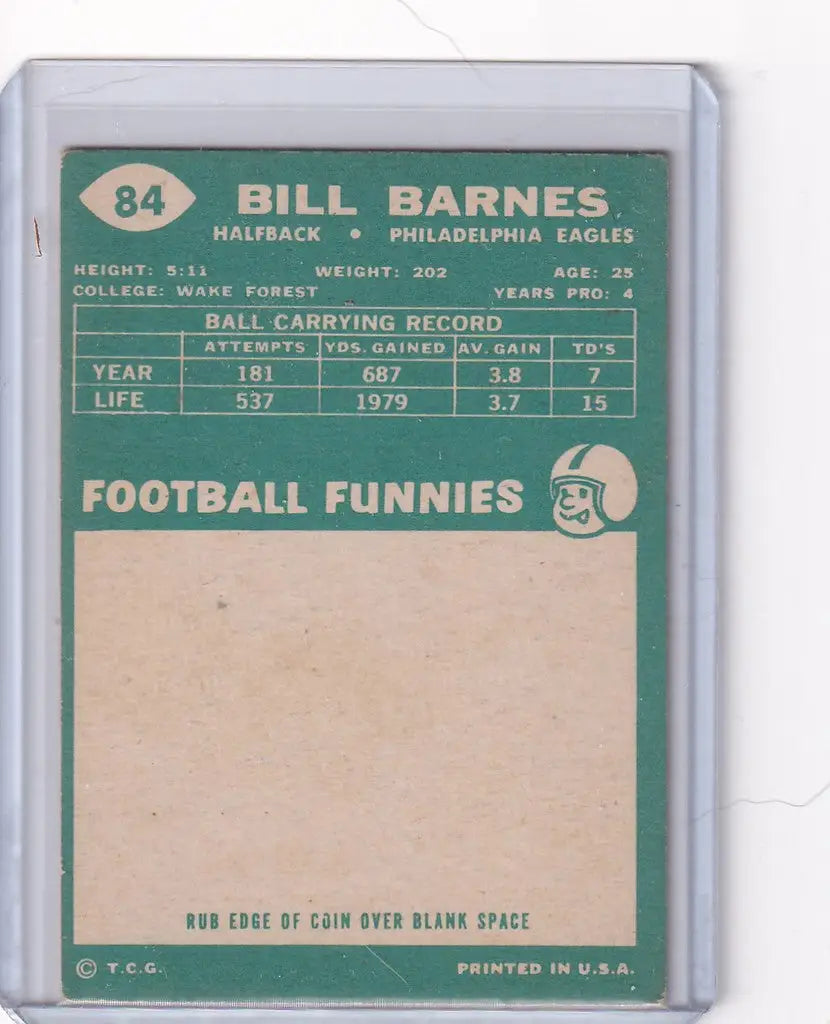 84 BILL BARNES
HALFBACK • PHILADELPHIA EAGLES
HEIGHT: 5:11 WEIGHT: 202 AGE: 25
COLLEGE: WAKE FOREST YEARS PRO: 4
BALL CARRYING RECORD
ATTEMPTS YDS. GAINED AV. GAIN TD'S
YEAR 181 687 3.8 7
LIFE 537 1979 3.7 15
FOOTBALL FUNNIES
RUB EDGE OF COIN OVER BLANK SPACE
© T.C.G. PRINTED IN U.S.A.